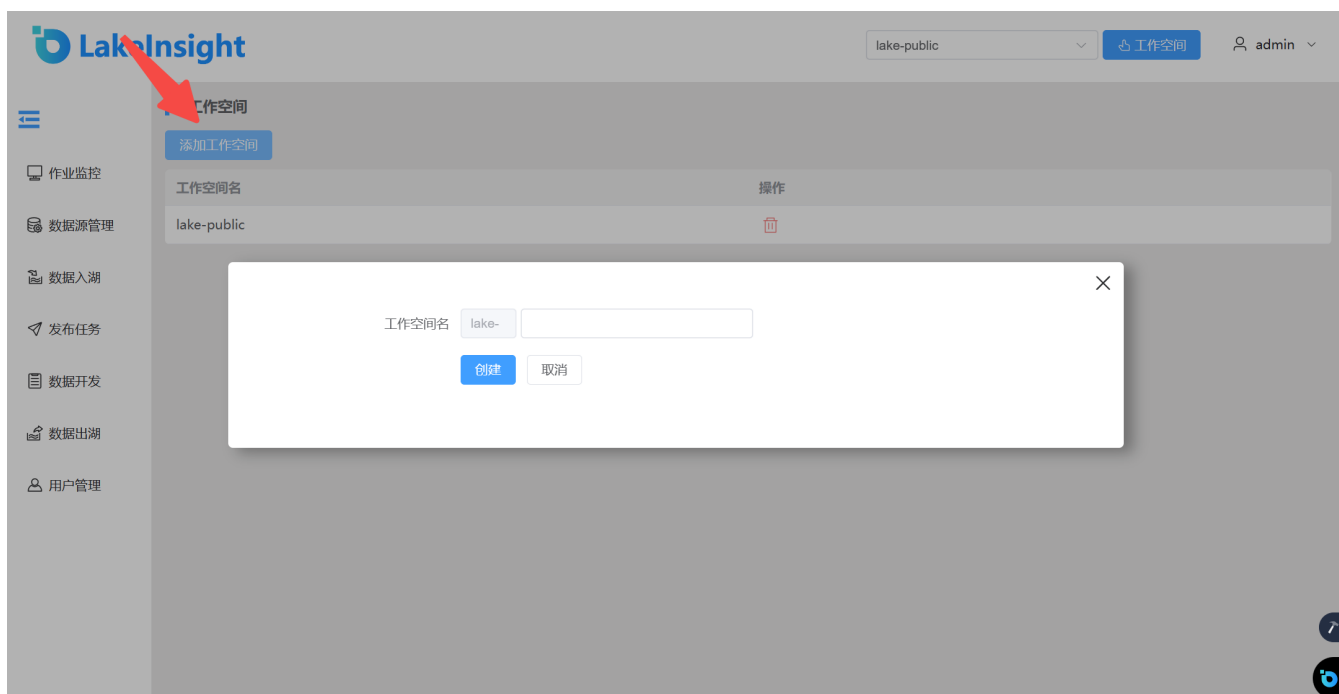 LakeInsight
lake-public
工作空间
admin
工作空间
添加工作空间
作业监控
数据源管理
数据入湖
发布任务
数据开发
数据出湖
用户管理
工作空间名 操作
lake-public
工作空间名 lake-
创建 取消